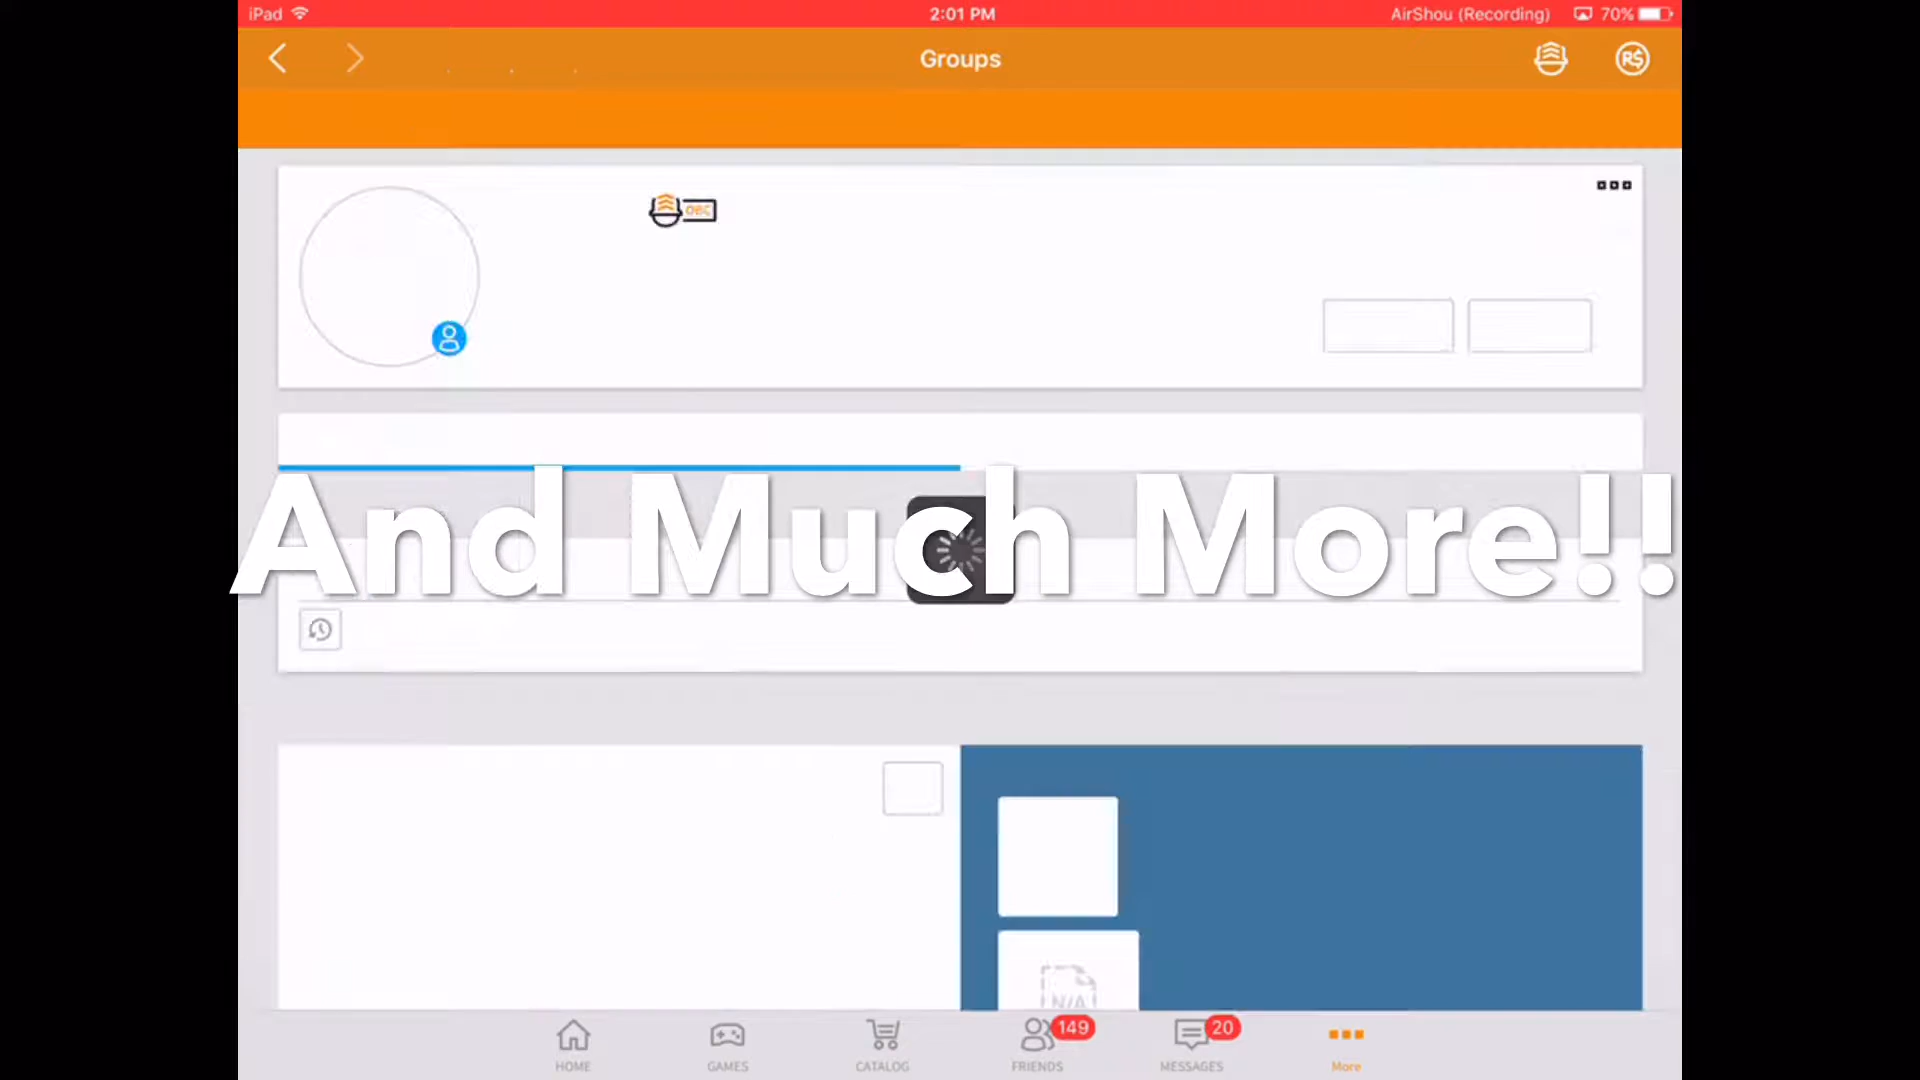 iPad 2:01 PM AirShou (Recording) 70%
Groups R$
OBC
And Much More!!
N/A
149 20
HOME GAMES CATALOG FRIENDS MESSAGES More